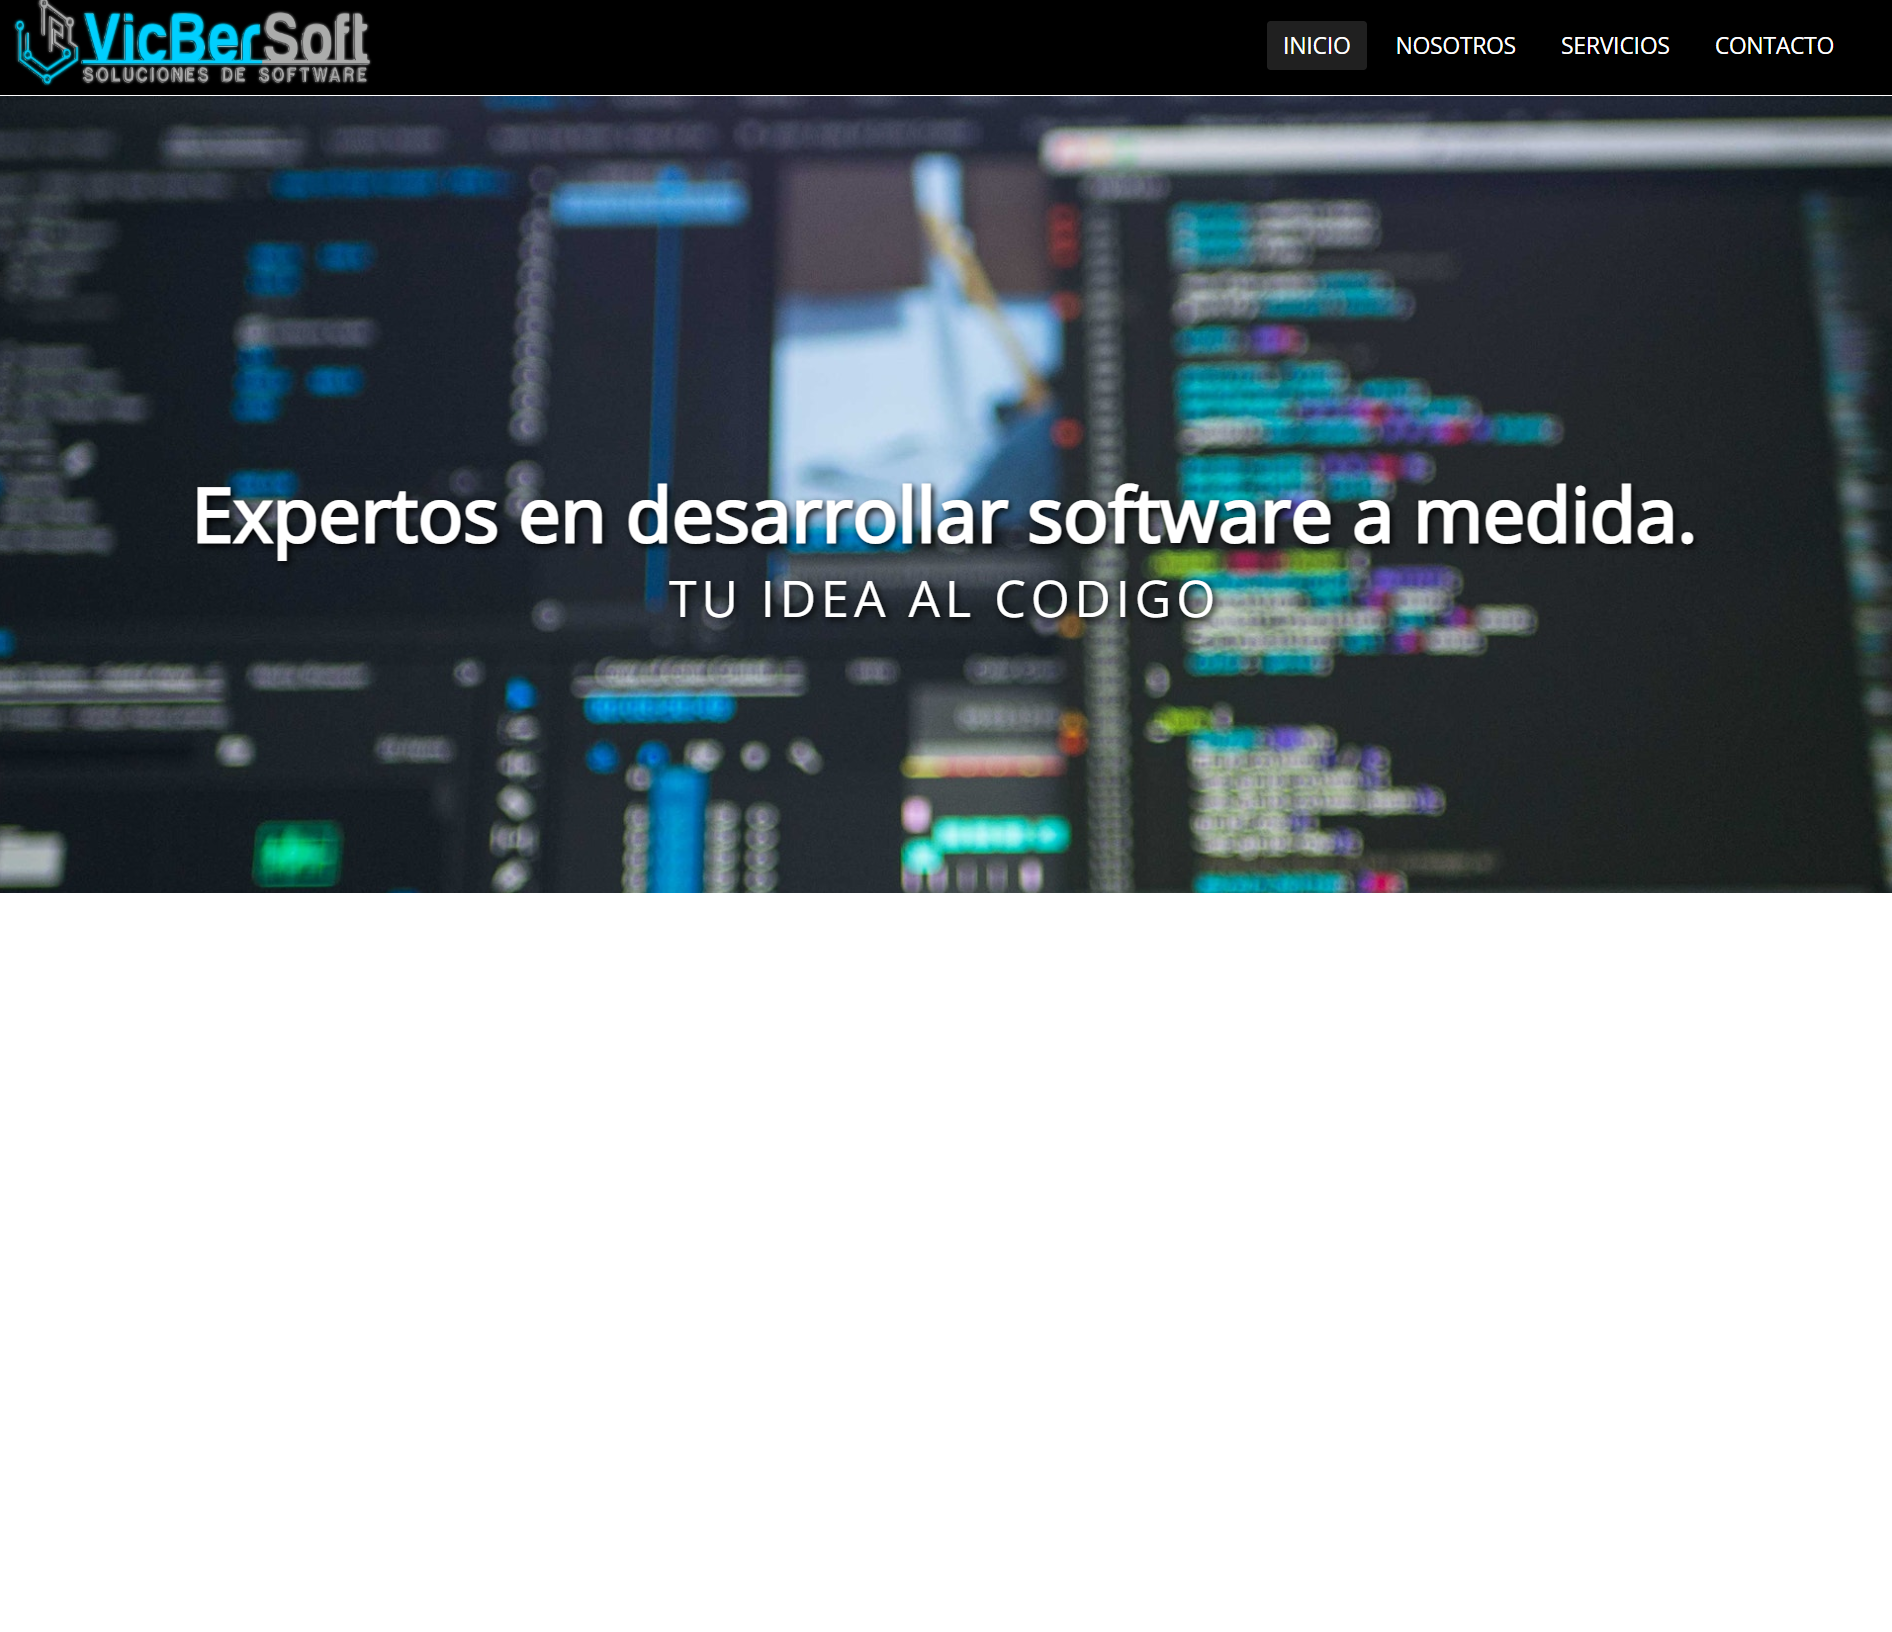 VicBerSoft
SOLUCIONES DE SOFTWARE
INICIO NOSOTROS SERVICIOS CONTACTO
Expertos en desarrollar software a medida.
TU IDEA AL CODIGO